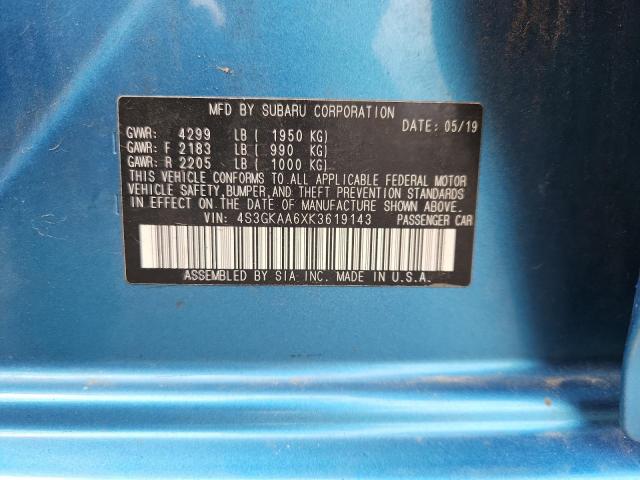 MFD BY SUBARU CORPORATION
DATE: 05/19
GVWR: 4299 LB ( 1950 KG)
GAWR: F 2183 LB ( 990 KG)
GAWR: R 2205 LB ( 1000 KG)
THIS VEHICLE CONFORMS TO ALL APPLICABLE FEDERAL MOTOR
VEHICLE SAFETY, BUMPER, AND THEFT PREVENTION STANDARDS
IN EFFECT ON THE DATE OF MANUFACTURE SHOWN ABOVE.
VIN: 4S3GKAA6XK3619143 PASSENGER CAR
ASSEMBLED BY SIA INC. MADE IN U.S.A.